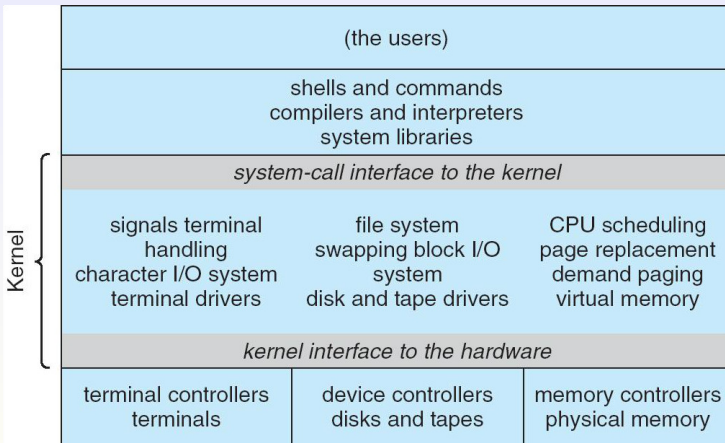 (the users)
shells and commands
compilers and interpreters
system libraries
Kernel
system-call interface to the kernel
signals terminal
handling
character I/O system
terminal drivers
file system
swapping block I/O
system
disk and tape drivers
CPU scheduling
page replacement
demand paging
virtual memory
kernel interface to the hardware
terminal controllers
terminals
device controllers
disks and tapes
memory controllers
physical memory